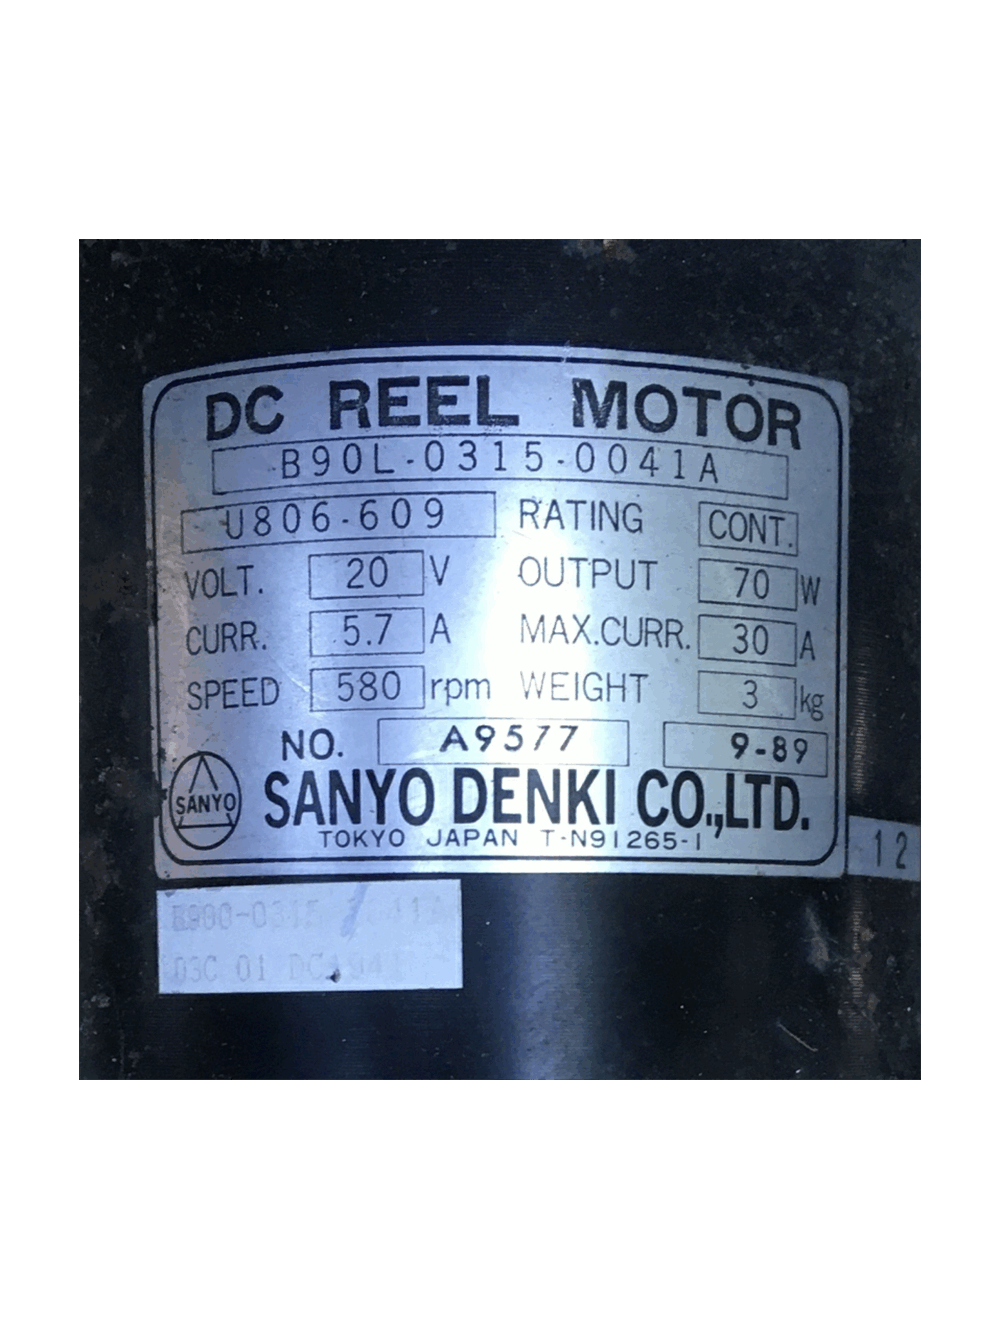 DC REEL MOTOR
B90L-0315-0041A
U806-609 RATING CONT.
VOLT. 20 V OUTPUT 70 W
CURR. 5.7 A MAX.CURR. 30 A
SPEED 580 rpm WEIGHT 3 kg
NO. A9577 9-89
SANYO SANYO DENKI CO.,LTD.
TOKYO JAPAN T-N91265-1
12
03C 01